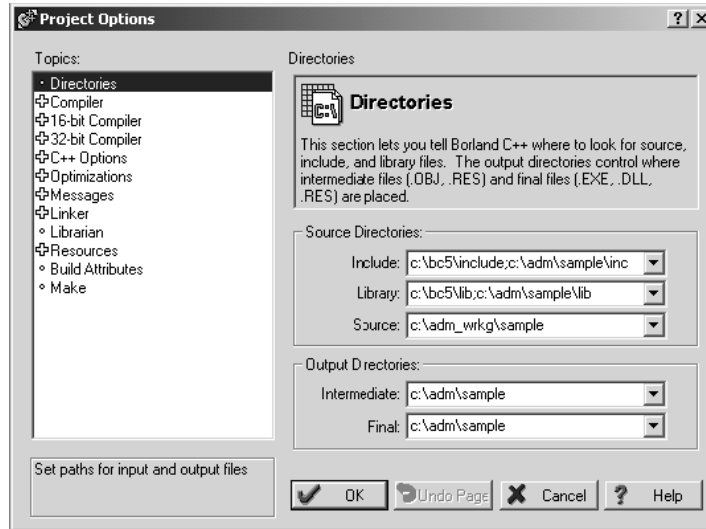 Project Options
Topics:
Directories
Compiler
16-bit Compiler
32-bit Compiler
C++ Options
Optimizations
Messages
Linker
Librarian
Resources
Build Attributes
Make
Set paths for input and output files
Directories
C:\
Directories
This section lets you tell Borland C++ where to look for source,
include, and library files. The output directories control where
intermediate files (.OBJ, .RES) and final files (.EXE, .DLL,
.RES) are placed.
Source Directories:
Include: c:\bc5\include;c:\adm\sample\inc
Library: c:\bc5\lib;c:\adm\sample\lib
Source: c:\adm_wrkg\sample
Output Directories:
Intermediate: c:\adm\sample
Final: c:\adm\sample
OK Undo Page Cancel ? Help